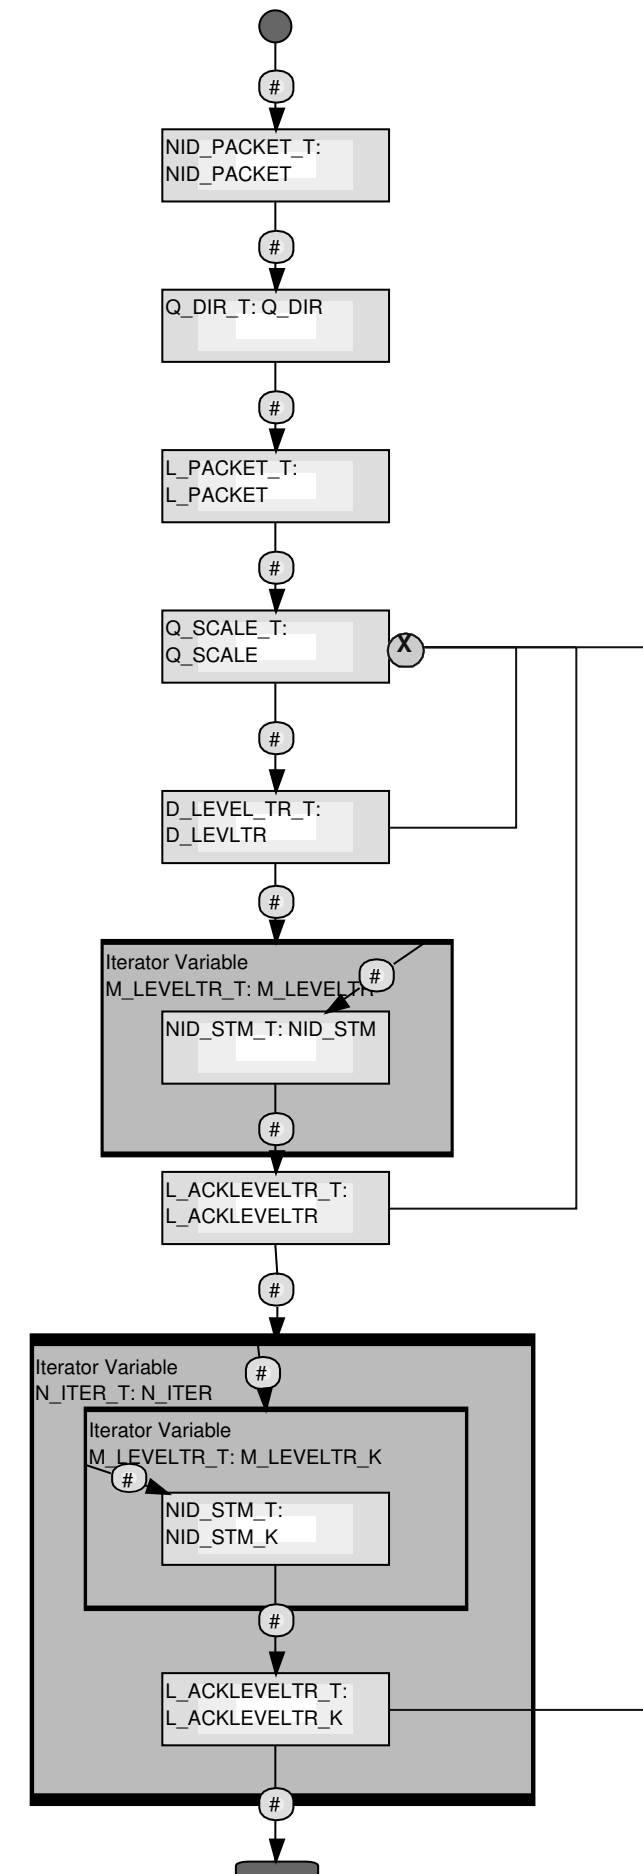 #
NID_PACKET_T:
NID_PACKET
#
Q_DIR_T: Q_DIR
#
L_PACKET_T:
L_PACKET
#
Q_SCALE_T:
Q_SCALE
X
#
D_LEVEL_TR_T:
D_LEVLTR
#
Iterator Variable
#
M_LEVELTR_T: M_LEVELTR
NID_STM_T: NID_STM
#
L_ACKLEVELTR_T:
L_ACKLEVELTR
#
Iterator Variable
#
N_ITER_T: N_ITER
Iterator Variable
M_LEVELTR_T: M_LEVELTR_K
#
NID_STM_T:
NID_STM_K
#
L_ACKLEVELTR_T:
L_ACKLEVELTR_K
#